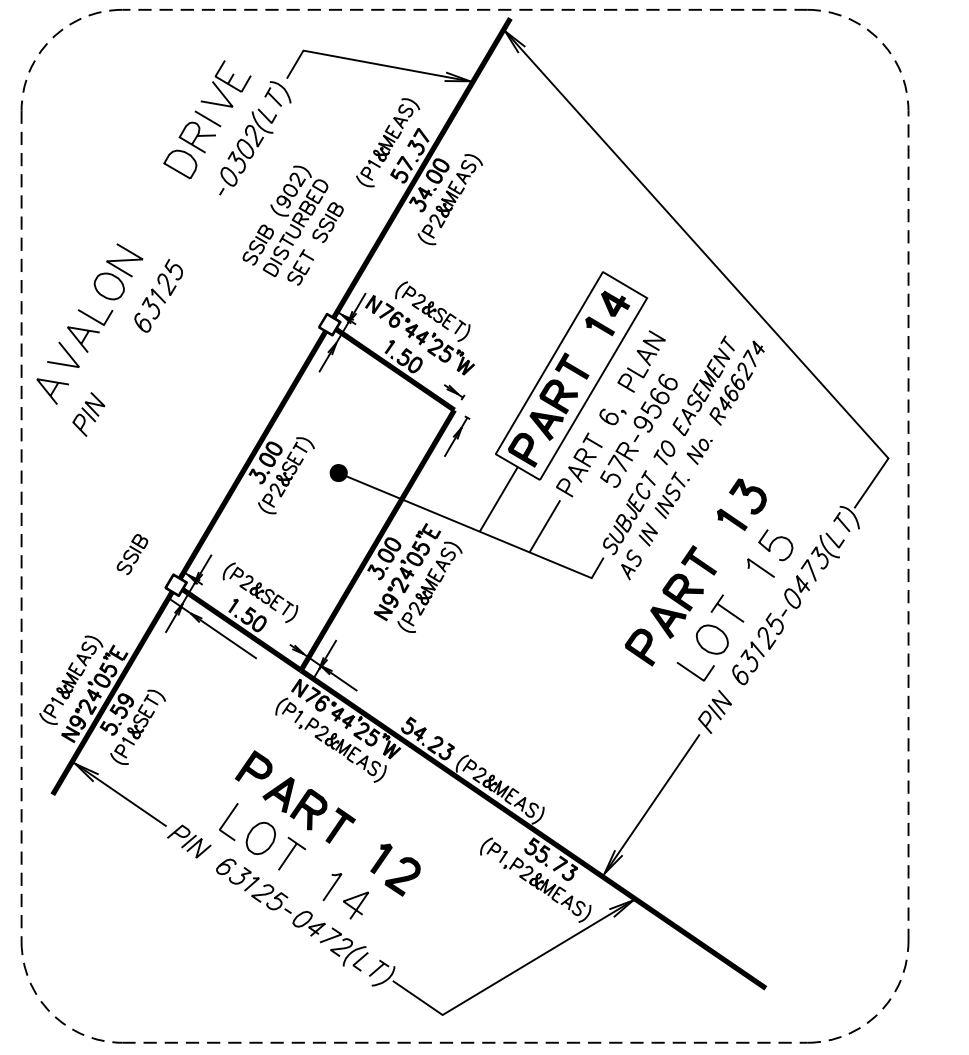 AVALON DRIVE
PIN 63125 -0302(LT)
(P1&MEAS)
57.37
34.00
(P2&MEAS)
SSIB (902)
DISTURBED
SET SSIB
(P2&SET)
N76°44'25"W
1.50
PART 14
PART 6, PLAN
57R-9566
SUBJECT TO EASEMENT
AS IN INST. No. R466274
3.00
(P2&SET)
3.00
N9°24'05"E
(P2&MEAS)
PART 13
LOT 15
PIN 63125-0473(LT)
SSIB
(P2&SET)
1.50
(P1&MEAS)
N9°24'05"E
5.59
(P1&SET)
N76°44'25"W
(P1,P2&MEAS)
54.23 (P2&MEAS)
55.73
(P1,P2&MEAS)
PART 12
LOT 14
PIN 63125-0472(LT)